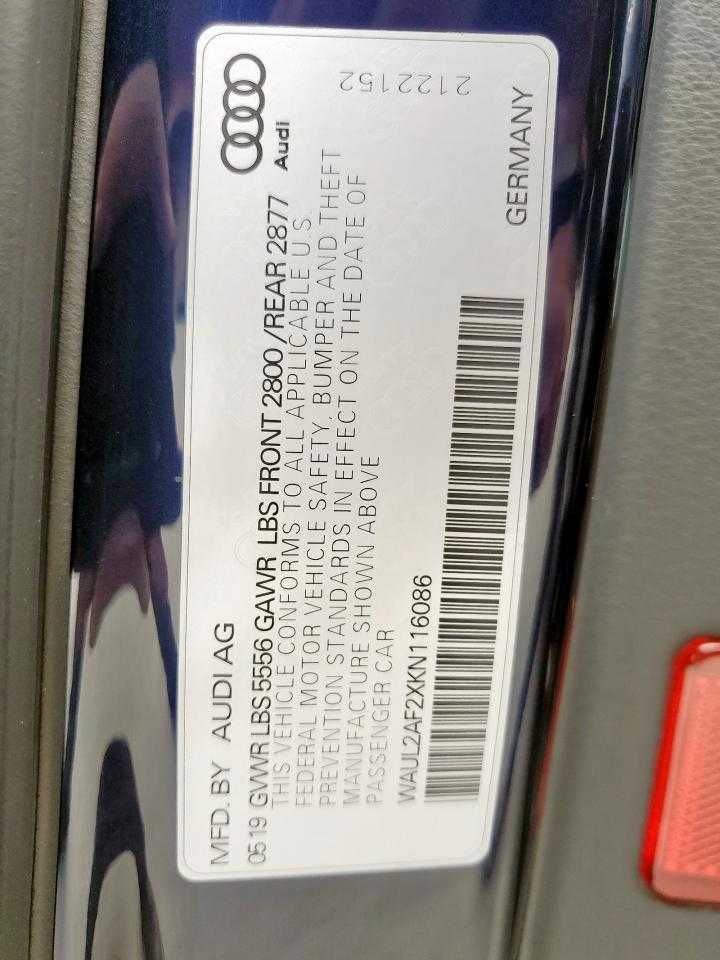 MFD. BY AUDI AG
0519 GVWR LBS 5556 GAWR LBS FRONT 2800 / REAR 2877
THIS VEHICLE CONFORMS TO ALL APPLICABLE U.S.
FEDERAL MOTOR VEHICLE SAFETY, BUMPER AND THEFT
PREVENTION STANDARDS IN EFFECT ON THE DATE OF
MANUFACTURE SHOWN ABOVE
PASSENGER CAR
WAUL2AF2XKN116086
Audi
2122152
GERMANY